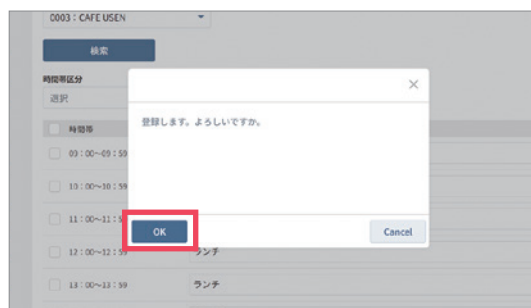 0003：CAFE USEN
検索
時間帯区分
選択
時間帯
09：00～09：59
10：00～10：59
11：00～11：5
12：00～12：59
ランチ
13：00～13：59
ランチ
×
登録します。よろしいですか。
OK
Cancel